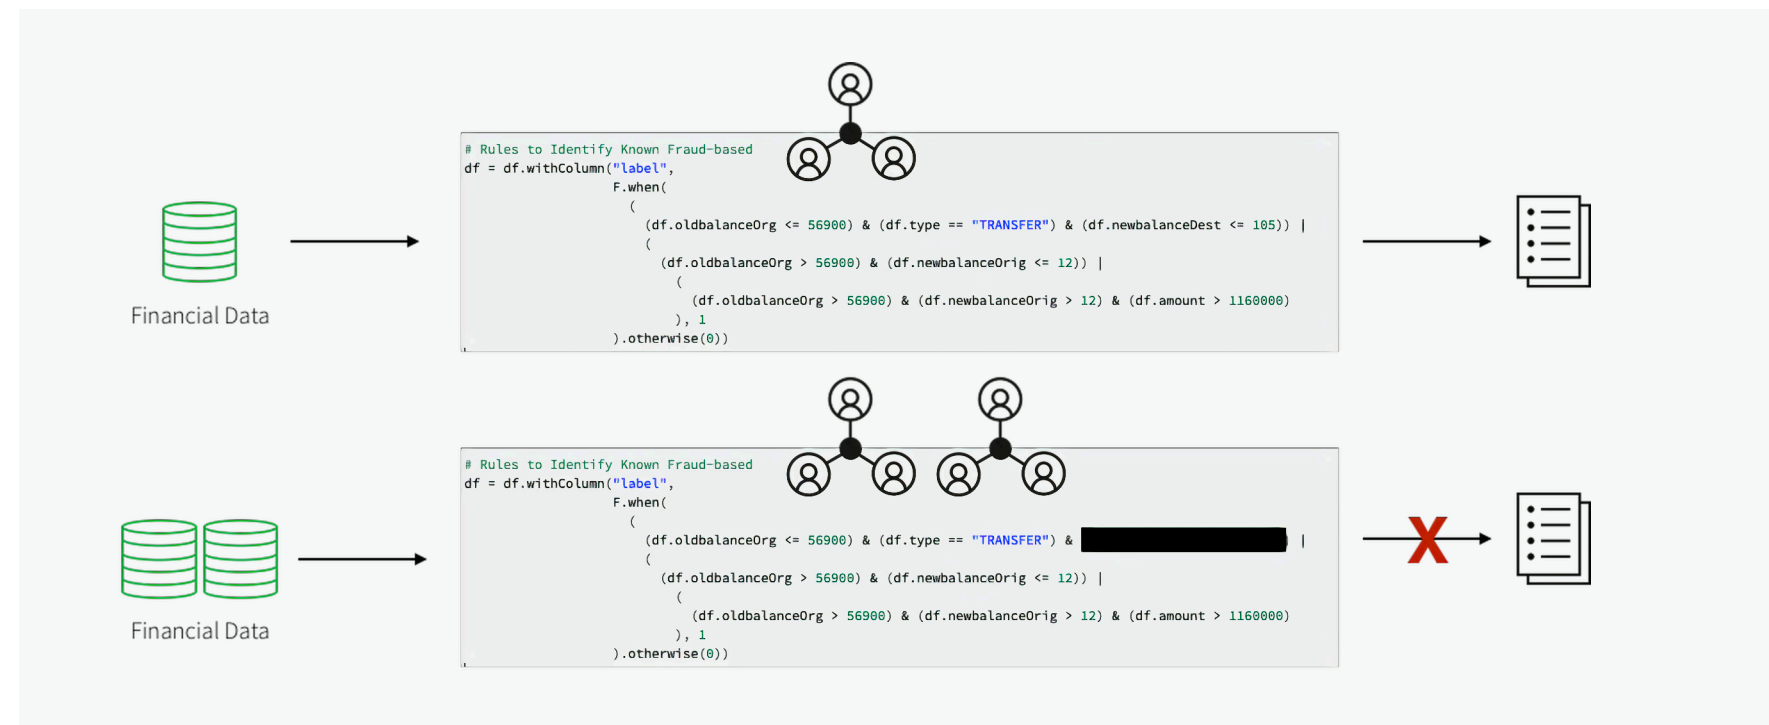 # Rules to Identify Known Fraud-based
df = df.withColumn("label",
F.when(
(
(df.oldbalanceOrg <= 56900) & (df.type == "TRANSFER") & (df.newbalanceDest <= 105)) |
(
(df.oldbalanceOrg > 56900) & (df.newbalanceOrig <= 12)) |
(
(df.oldbalanceOrg > 56900) & (df.newbalanceOrig > 12) & (df.amount > 1160000)
), 1
).otherwise(0))
Financial Data
# Rules to Identify Known Fraud-based
df = df.withColumn("label",
F.when(
(
(df.oldbalanceOrg <= 56900) & (df.type == "TRANSFER") & |
(
(df.oldbalanceOrg > 56900) & (df.newbalanceOrig <= 12)) |
(
(df.oldbalanceOrg > 56900) & (df.newbalanceOrig > 12) & (df.amount > 1160000)
), 1
).otherwise(0))
X
Financial Data